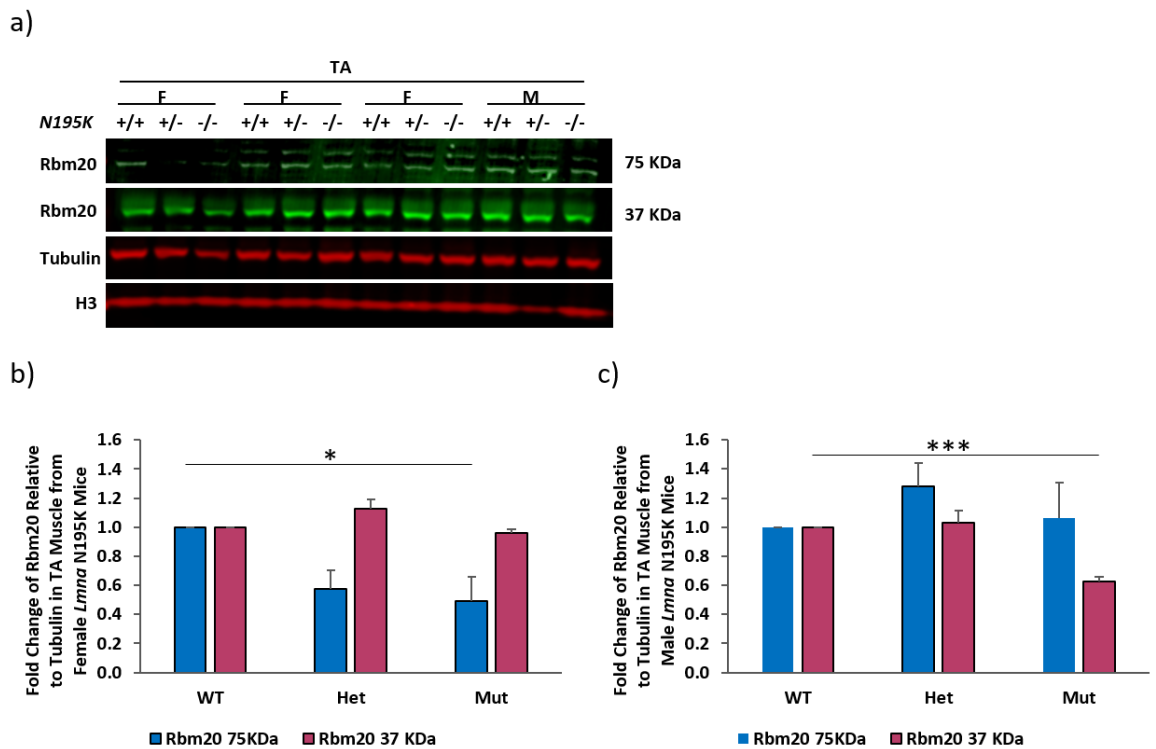 a)
TA
F F F M
N195K +/+ +/- -/- +/+ +/- -/- +/+ +/- -/- +/+ +/- -/-
Rbm20 75 KDa
Rbm20 37 KDa
Tubulin
H3
b)
Fold Change of Rbm20 Relative
to Tubulin in TA Muscle from
Female Lmna N195K Mice
1.6
1.4
1.2
1.0
0.8
0.6
0.4
0.2
0.0
*
WT Het Mut
Rbm20 75KDa Rbm20 37 KDa
c)
Fold Change of Rbm20 Relative
to Tubulin in TA Muscle from
Male Lmna N195K Mice
1.6
1.4
1.2
1.0
0.8
0.6
0.4
0.2
0.0
***
WT Het Mut
Rbm20 75KDa Rbm20 37 KDa